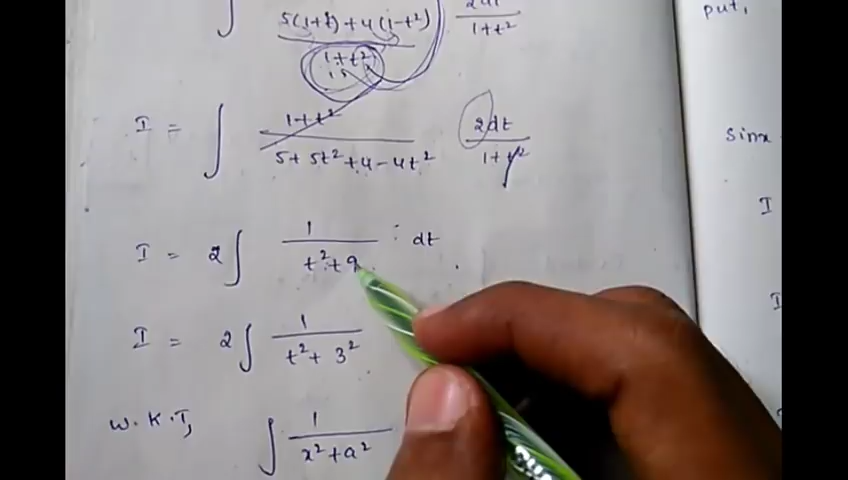 ∫ 5(1+t²)+4(1-t²) / 1+t² 2dt / 1+t²
put,
I = ∫ 1+t² / 5+5t²+4-4t² 2dt / 1+t²
Sinx
I = 2∫ 1 / t²+9 dt
I
I = 2∫ 1 / t²+3²
W.K.T, ∫ 1 / x²+a²